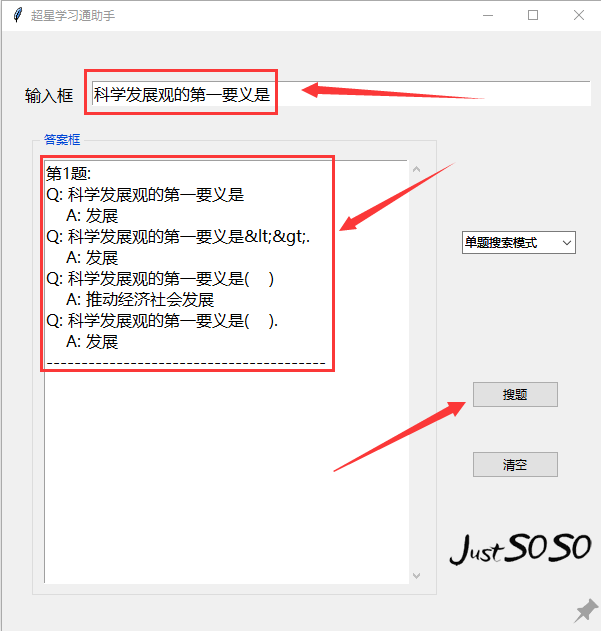 超星学习通助手
输入框
科学发展观的第一要义是
答案框
第1题:
Q: 科学发展观的第一要义是
A: 发展
Q: 科学发展观的第一要义是&lt;&gt;.
A: 发展
Q: 科学发展观的第一要义是(     )
A: 推动经济社会发展
Q: 科学发展观的第一要义是(     ).
A: 发展
----------------------------------------
单题搜索模式
搜题
清空
Just SO SO